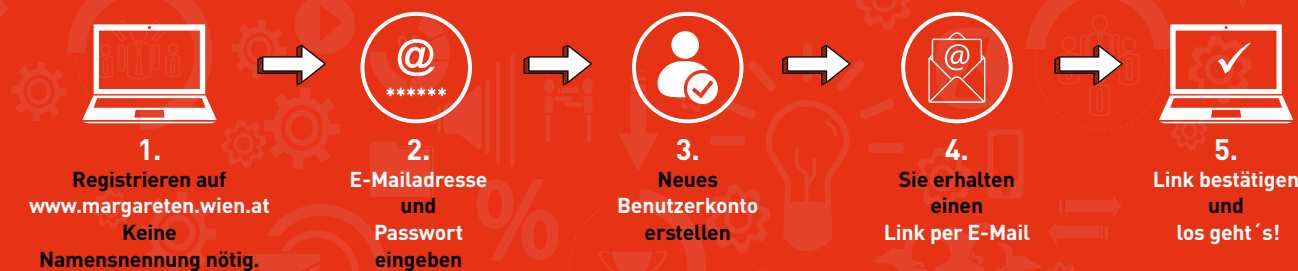 @
******
@
1.
Registrieren auf
www.margareten.wien.at
Keine
Namensnennung nötig.
2.
E-Mailadresse
und
Passwort
eingeben
3.
Neues
Benutzerkonto
erstellen
4.
Sie erhalten
einen
Link per E-Mail
5.
Link bestätigen
und
los geht´s!
%
%